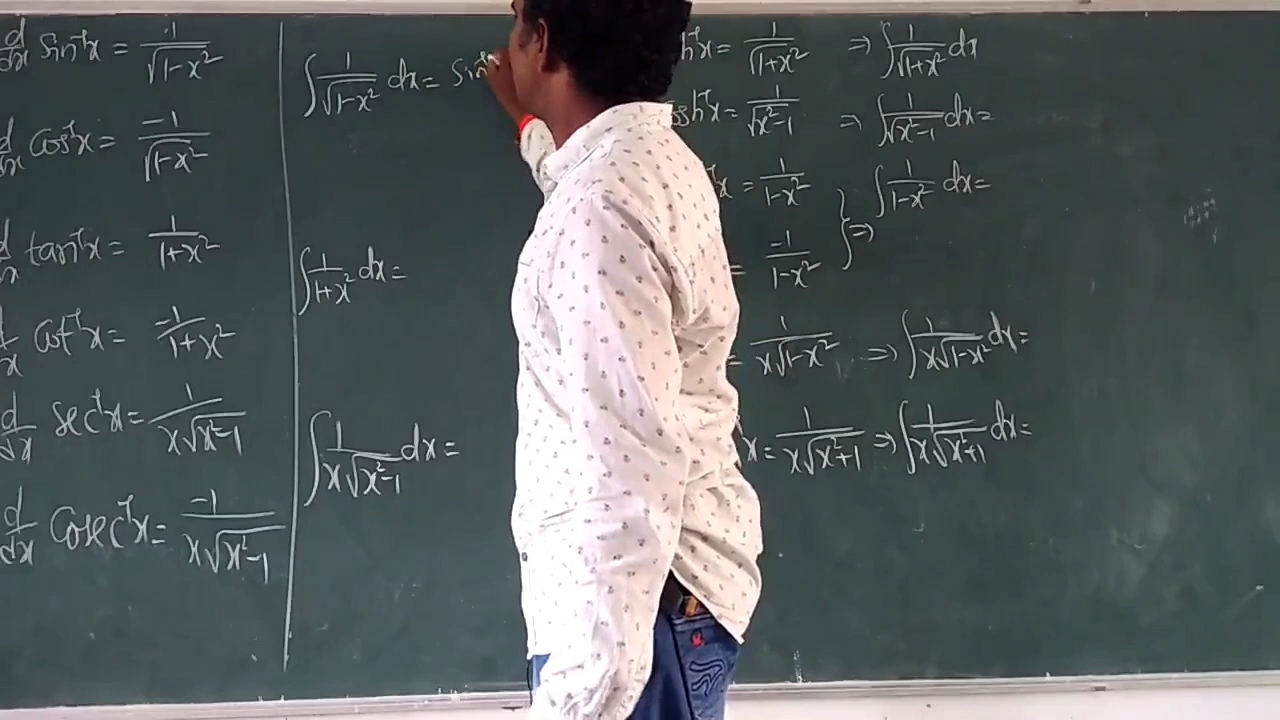 d/dx sin⁻¹x = 1/√(1-x²)
d/dx cos⁻¹x = -1/√(1-x²)
d/dx tan⁻¹x = 1/(1+x²)
d/dx cot⁻¹x = -1/(1+x²)
d/dx sec⁻¹x = 1/(x√(x²-1))
d/dx Cosec⁻¹x = -1/(x√(x²-1))
∫ 1/√(1-x²) dx = Sin⁻¹
∫ 1/(1+x²) dx =
∫ 1/(x√(x²-1)) dx =
h⁻¹x = 1/√(1+x²) ⇒ ∫ 1/√(1+x²) dx
sh⁻¹x = 1/√(x²-1) ⇒ ∫ 1/√(x²-1) dx =
⁻¹x = 1/(1-x²) } ⇒ ∫ 1/(1-x²) dx =
= -1/(1-x²)
= 1/(x√(1-x²)) ⇒ ∫ 1/(x√(1-x²)) dx =
x = 1/(x√(x²+1)) ⇒ ∫ 1/(x√(x²+1)) dx =